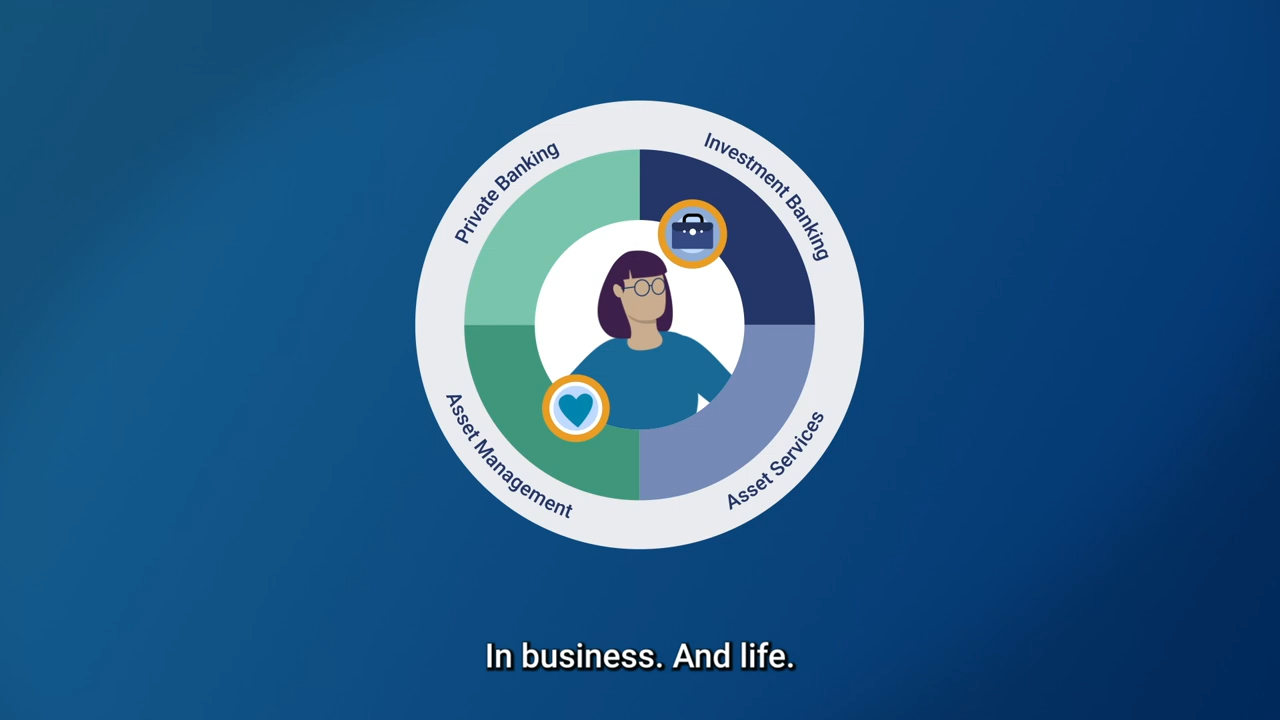 Private Banking
Investment Banking
Asset Management
Asset Services
In business. And life.